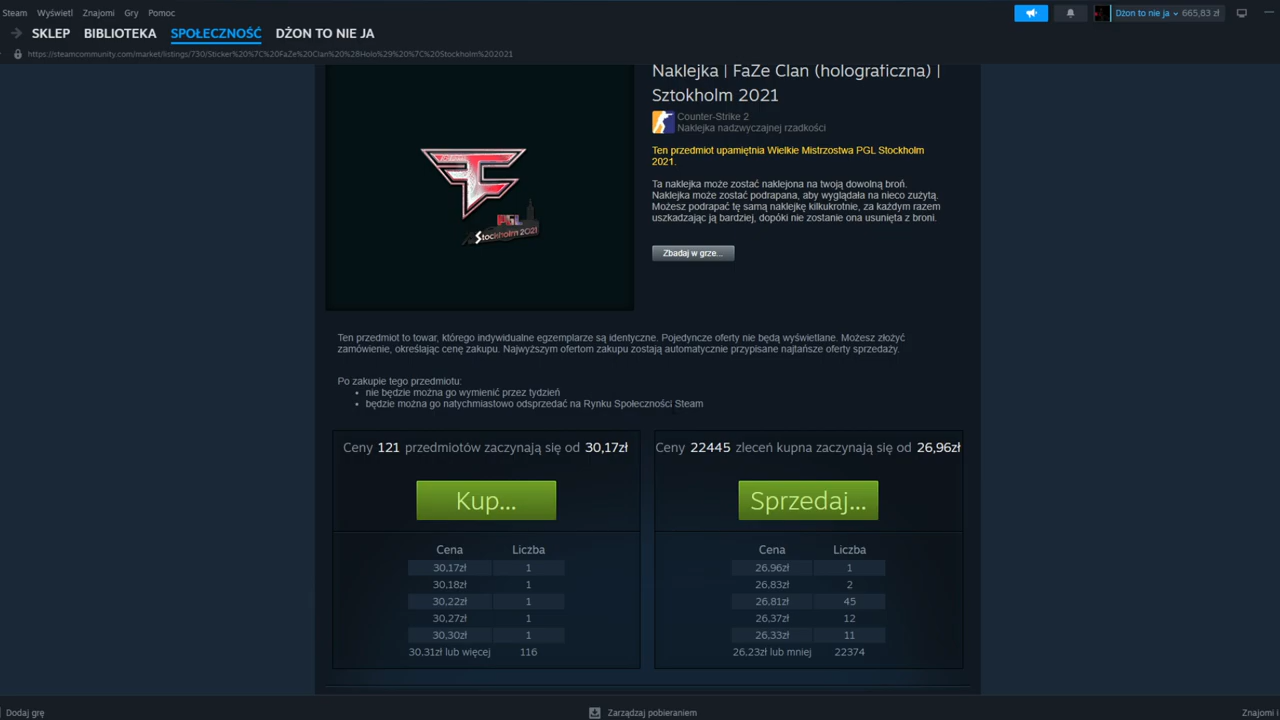 Steam Wyświetl Znajomi Gry Pomoc
Dżon to nie ja 665,83 zł
SKLEP BIBLIOTEKA SPOŁECZNOŚĆ DŻON TO NIE JA
https://steamcommunity.com/market/listings/730/Sticker%20%7C%20FaZe%20Clan%20%28Holo%29%20%7C%20Stockholm%202021
Naklejka | FaZe Clan (holograficzna) |
Sztokholm 2021
Counter-Strike 2
Naklejka nadzwyczajnej rzadkości
Ten przedmiot upamiętnia Wielkie Mistrzostwa PGL Stockholm
2021.
Ta naklejka może zostać naklejona na twoją dowolną broń.
Naklejka może zostać podrapana, aby wyglądała na nieco zużytą.
Możesz podrapać tę samą naklejkę kilkukrotnie, za każdym razem
uszkadzając ją bardziej, dopóki nie zostanie ona usunięta z broni.
Stockholm 2021
Zbadaj w grze...
Ten przedmiot to towar, którego indywidualne egzemplarze są identyczne. Pojedyncze oferty nie będą wyświetlane. Możesz złożyć
zamówienie, określając cenę zakupu. Najwyższym ofertom zakupu zostają automatycznie przypisane najtańsze oferty sprzedaży.
Po zakupie tego przedmiotu:
• nie będzie można go wymienić przez tydzień
• będzie można go natychmiastowo odsprzedać na Rynku Społeczności Steam
Ceny 121 przedmiotów zaczynają się od 30,17zł
Kup...
Cena Liczba
30,17zł 1
30,18zł 1
30,22zł 1
30,27zł 1
30,30zł 1
30,31zł lub więcej 116
Ceny 22445 zleceń kupna zaczynają się od 26,96zł
Sprzedaj...
Cena Liczba
26,96zł 1
26,83zł 2
26,81zł 45
26,37zł 12
26,33zł 11
26,23zł lub mniej 22374
Dodaj grę
Zarządzaj pobieraniem
Znajomi i